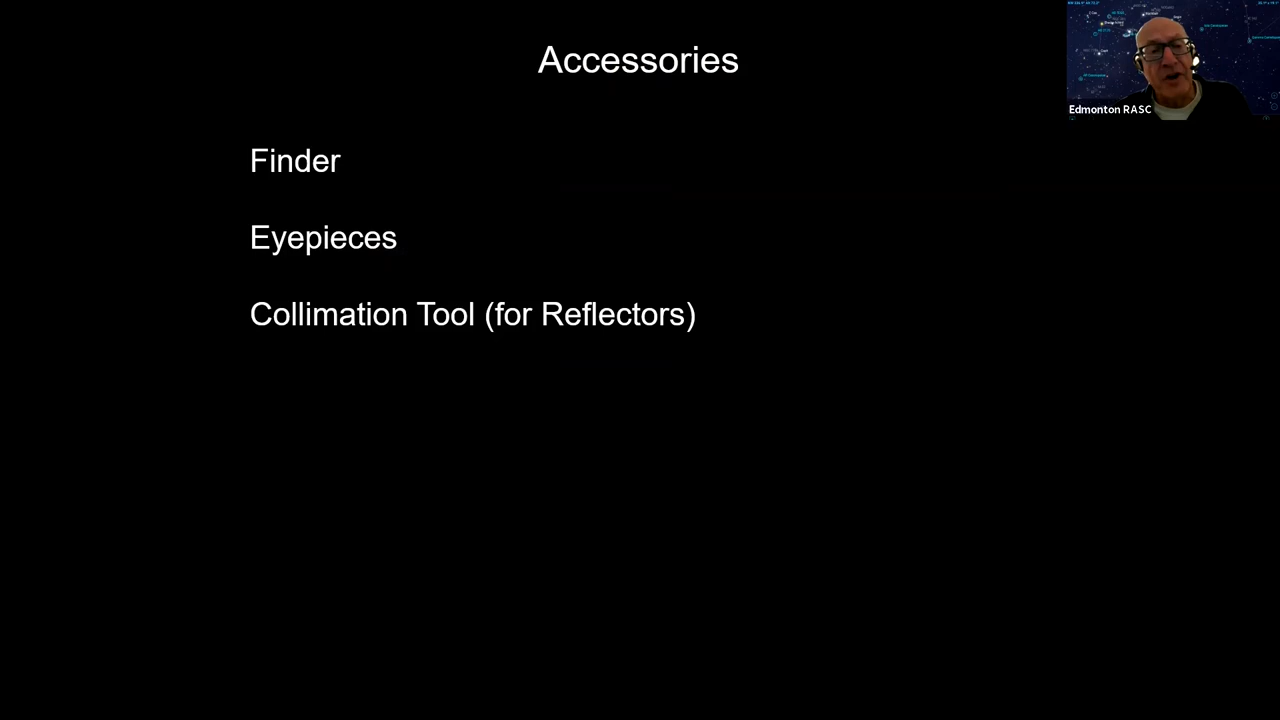 Accessories
Finder
Eyepieces
Collimation Tool (for Reflectors)
Edmonton RASC